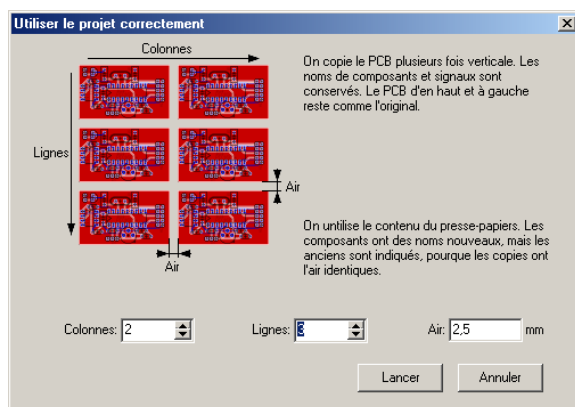 Utiliser le projet correctement
Colonnes
On copie le PCB plusieurs fois verticale. Les
noms de composants et signaux sont
conservés. Le PCB d'en haut et à gauche
reste comme l'original.
Lignes
Air
Air
On untilise le contenu du presse-papiers. Les
composants ont des noms nouveaux, mais les
anciens sont indiqués, pourque les copies ont
l'air identiques.
Colonnes: 2
Lignes: 3
Air: 2,5 mm
Lancer
Annuler